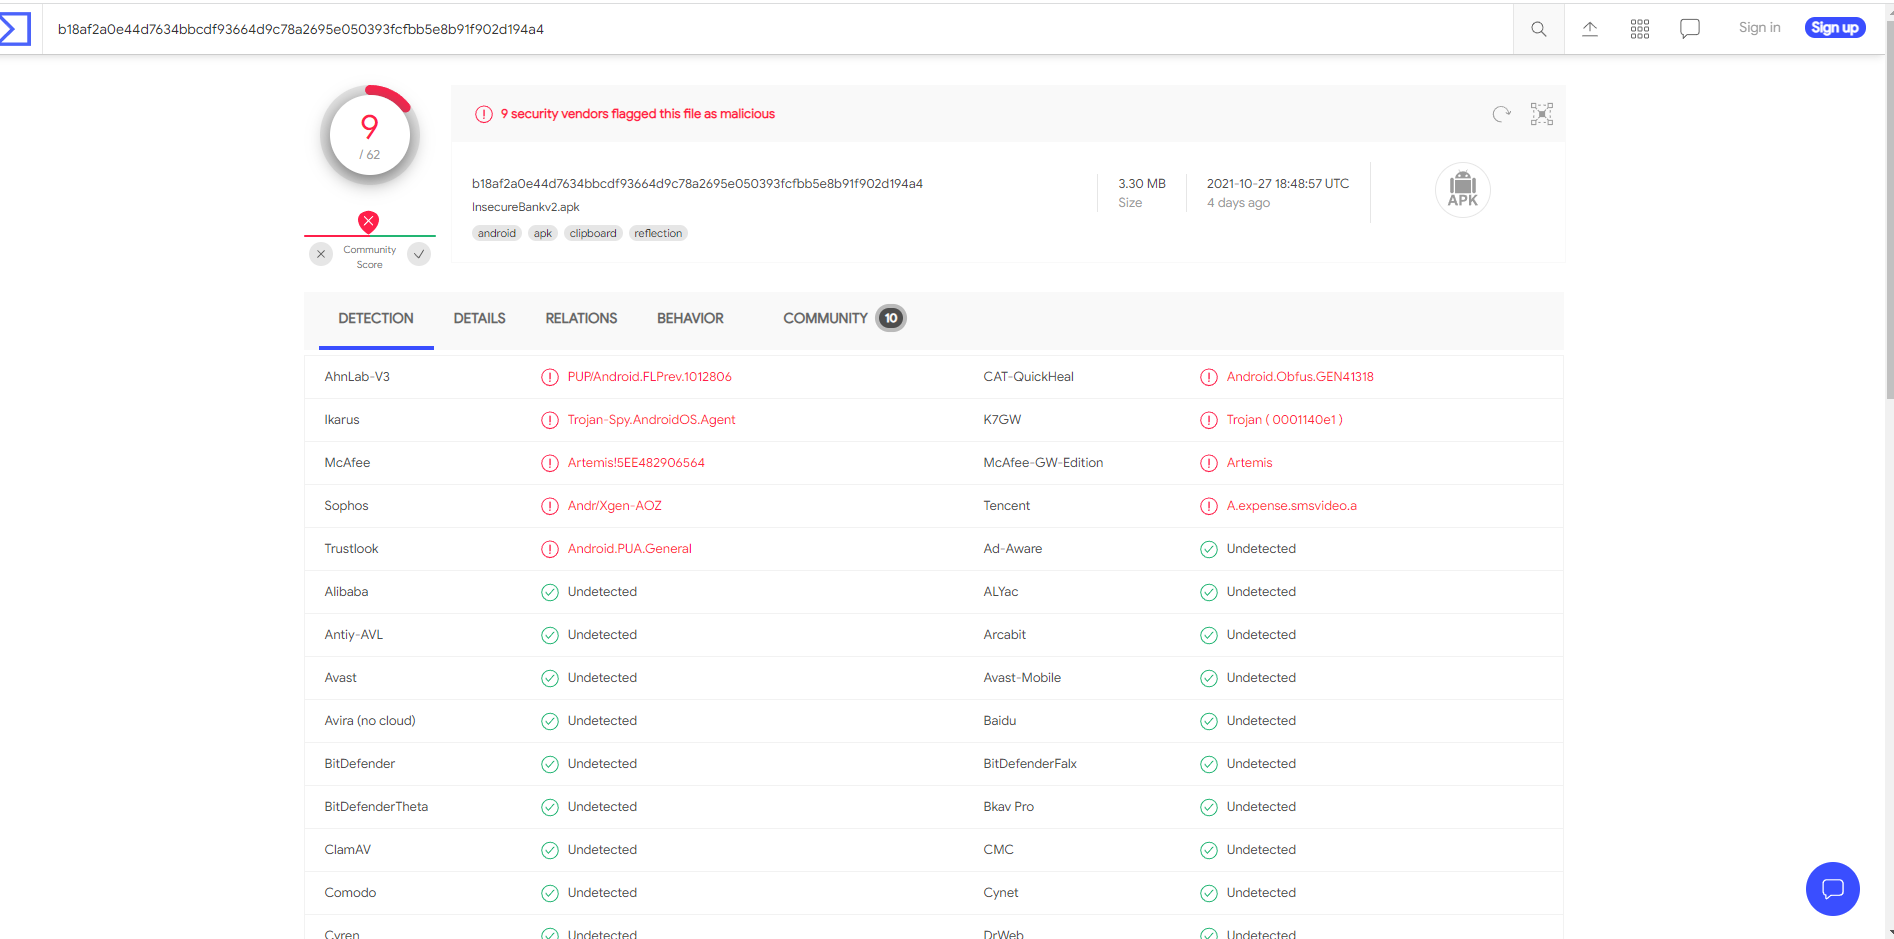 b18af2a0e44d7634bbcdf93664d9c78a2695e050393fcfbb5e8b91f902d194a4
Sign in
Sign up
9
/ 62
9 security vendors flagged this file as malicious
b18af2a0e44d7634bbcdf93664d9c78a2695e050393fcfbb5e8b91f902d194a4
InsecureBankv2.apk
android apk clipboard reflection
3.30 MB
Size
2021-10-27 18:48:57 UTC
4 days ago
APK
Community
Score
DETECTION DETAILS RELATIONS BEHAVIOR COMMUNITY 10
AhnLab-V3 PUP/Android.FLPrev.1012806 CAT-QuickHeal Android.Obfus.GEN41318
Ikarus Trojan-Spy.AndroidOS.Agent K7GW Trojan ( 0001140e1 )
McAfee Artemis!5EE482906564 McAfee-GW-Edition Artemis
Sophos Andr/Xgen-AOZ Tencent A.expense.smsvideo.a
Trustlook Android.PUA.General Ad-Aware Undetected
Alibaba Undetected ALYac Undetected
Antiy-AVL Undetected Arcabit Undetected
Avast Undetected Avast-Mobile Undetected
Avira (no cloud) Undetected Baidu Undetected
BitDefender Undetected BitDefenderFalx Undetected
BitDefenderTheta Undetected Bkav Pro Undetected
ClamAV Undetected CMC Undetected
Comodo Undetected Cynet Undetected
Cyren Undetected DrWeb Undetected